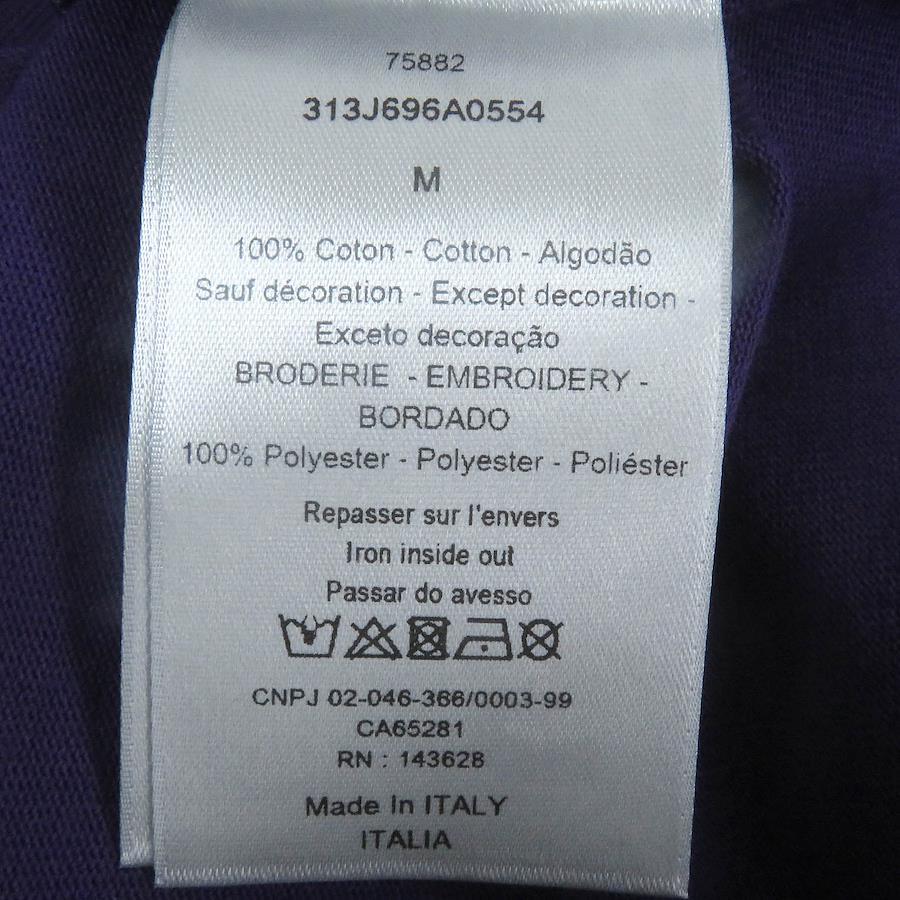 75882
313J696A0554
M
100% Coton - Cotton - Algodão
Sauf décoration - Except decoration -
Exceto decoração
BRODERIE - EMBROIDERY -
BORDADO
100% Polyester - Polyester - Poliéster
Repasser sur l'envers
Iron inside out
Passar do avesso
CNPJ 02-046-366/0003-99
CA65281
RN : 143628
Made In ITALY
ITALIA